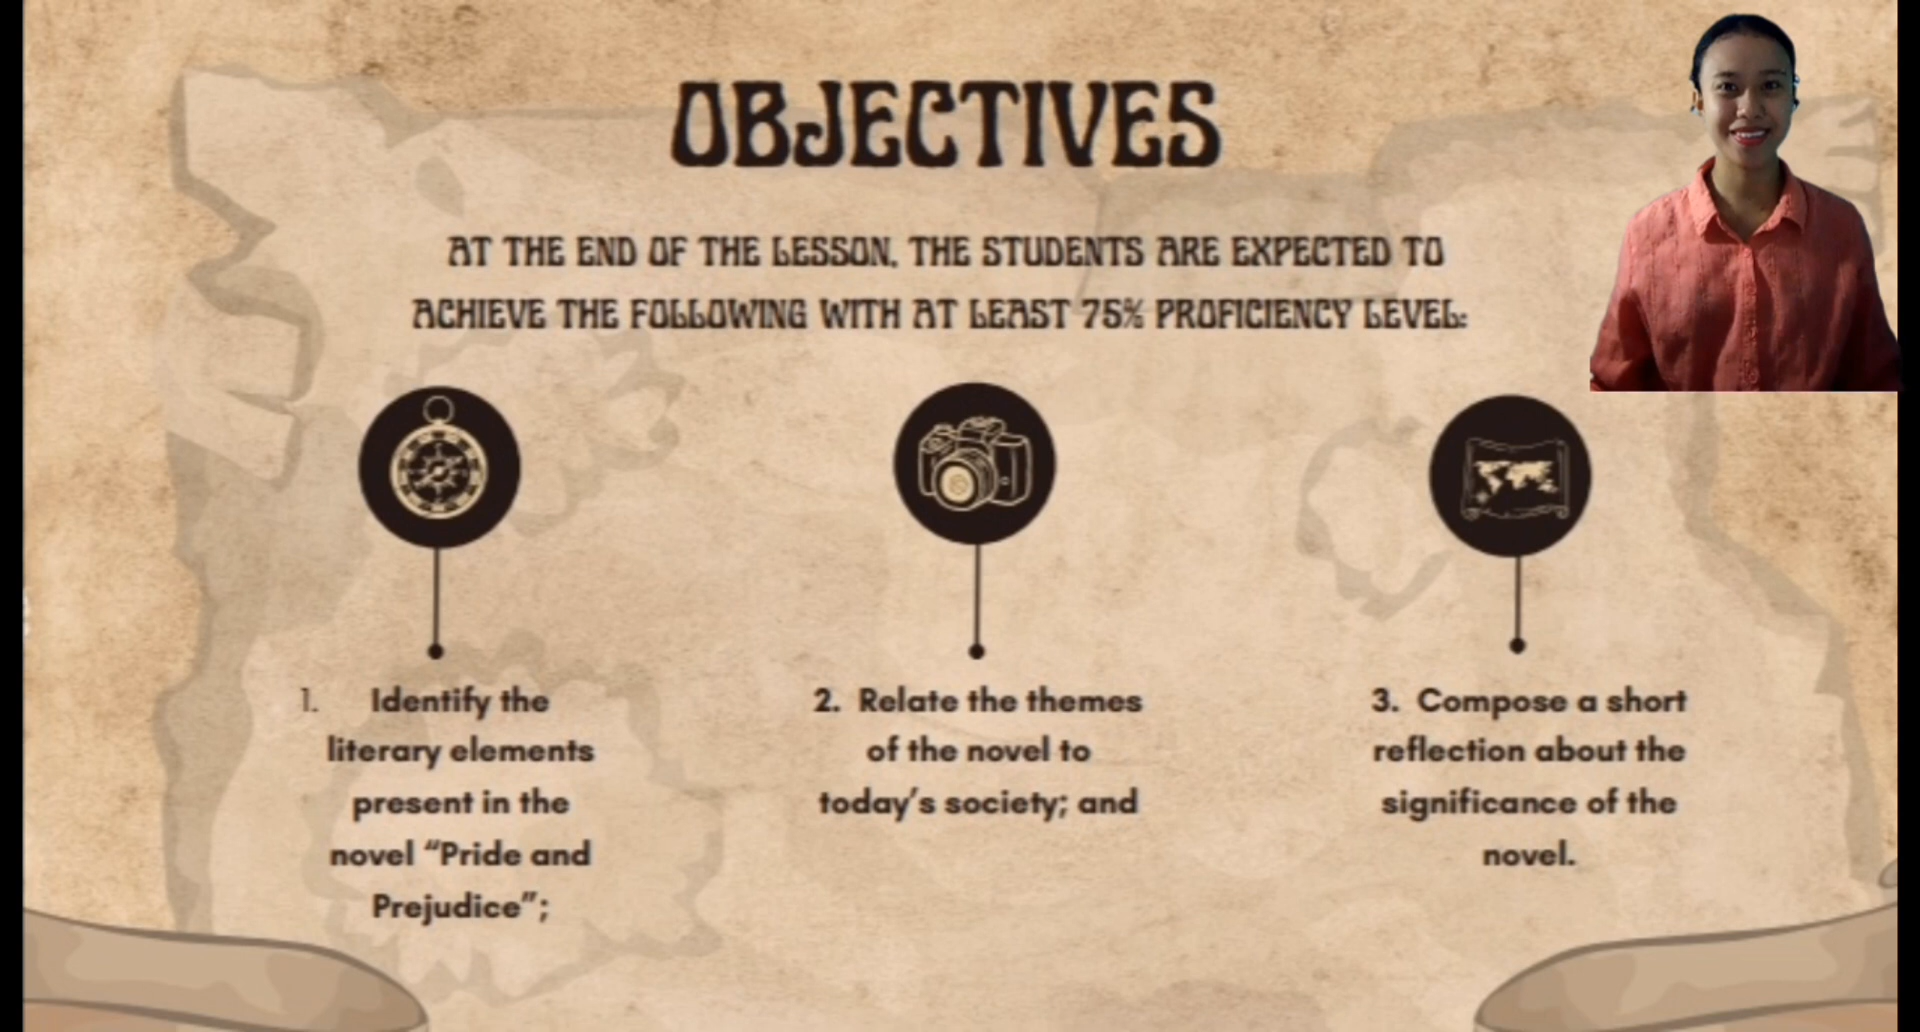 OBJECTIVES
AT THE END OF THE LESSON, THE STUDENTS ARE EXPECTED TO
ACHIEVE THE FOLLOWING WITH AT LEAST 75% PROFICIENCY LEVEL:
1. Identify the
literary elements
present in the
novel “Pride and
Prejudice”;
2. Relate the themes
of the novel to
today’s society; and
3. Compose a short
reflection about the
significance of the
novel.